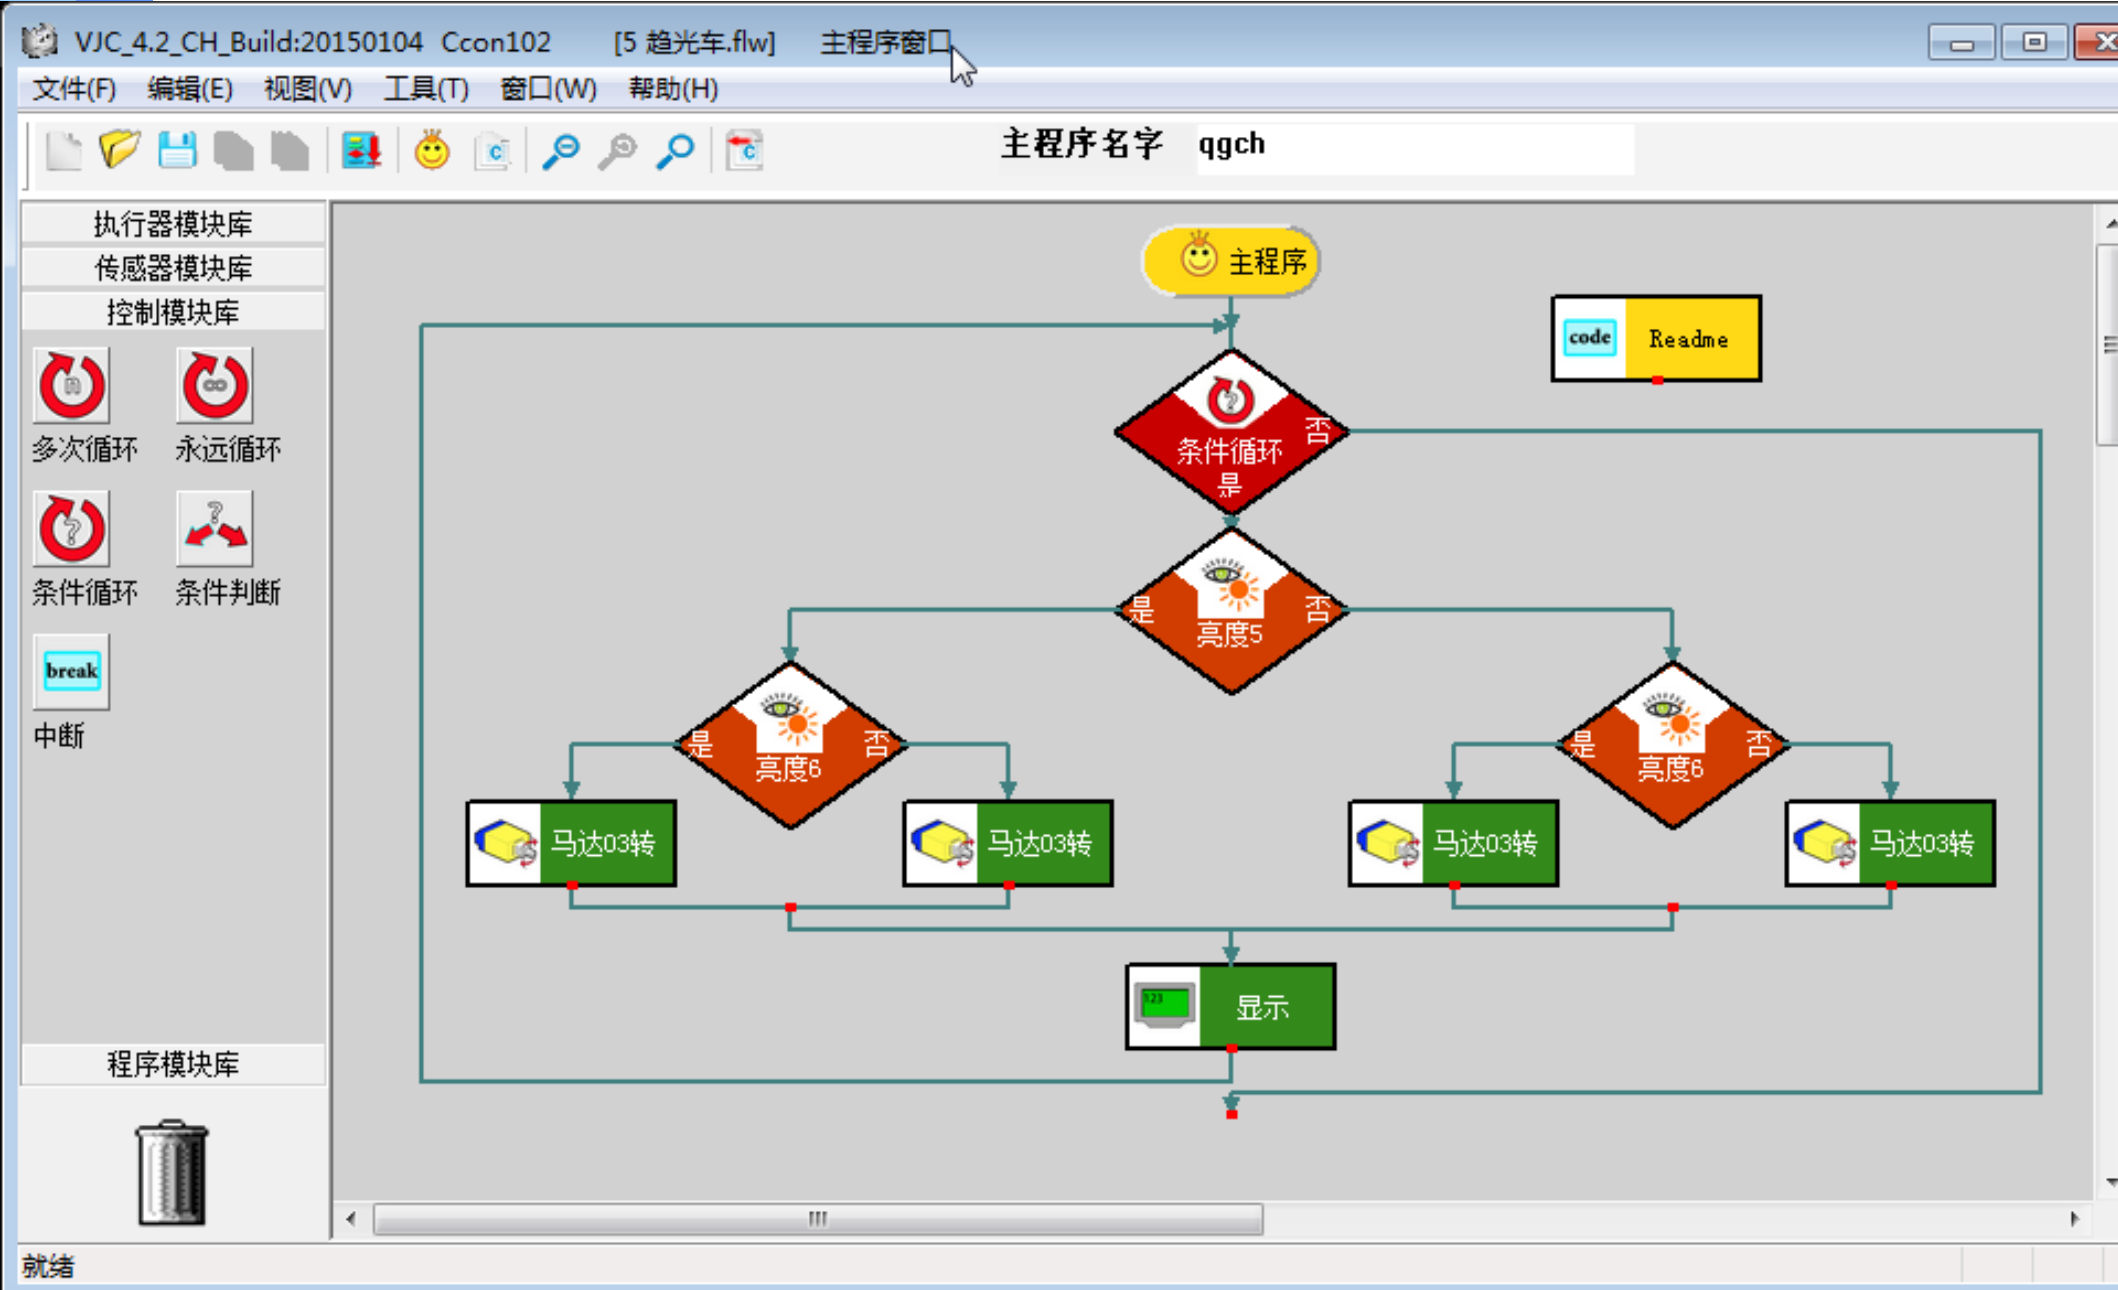 VJC_4.2_CH_Build:20150104 Ccon102 [5 趋光车.flw] 主程序窗口
文件(F) 编辑(E) 视图(V) 工具(T) 窗口(W) 帮助(H)
主程序名字 qgch
执行器模块库
传感器模块库
控制模块库
多次循环 永远循环
条件循环 条件判断
break
中断
程序模块库
主程序
code Readme
条件循环 否
是
是 亮度5 否
是 亮度6 否
是 亮度6 否
马达03转 马达03转 马达03转 马达03转
123 显示
就绪